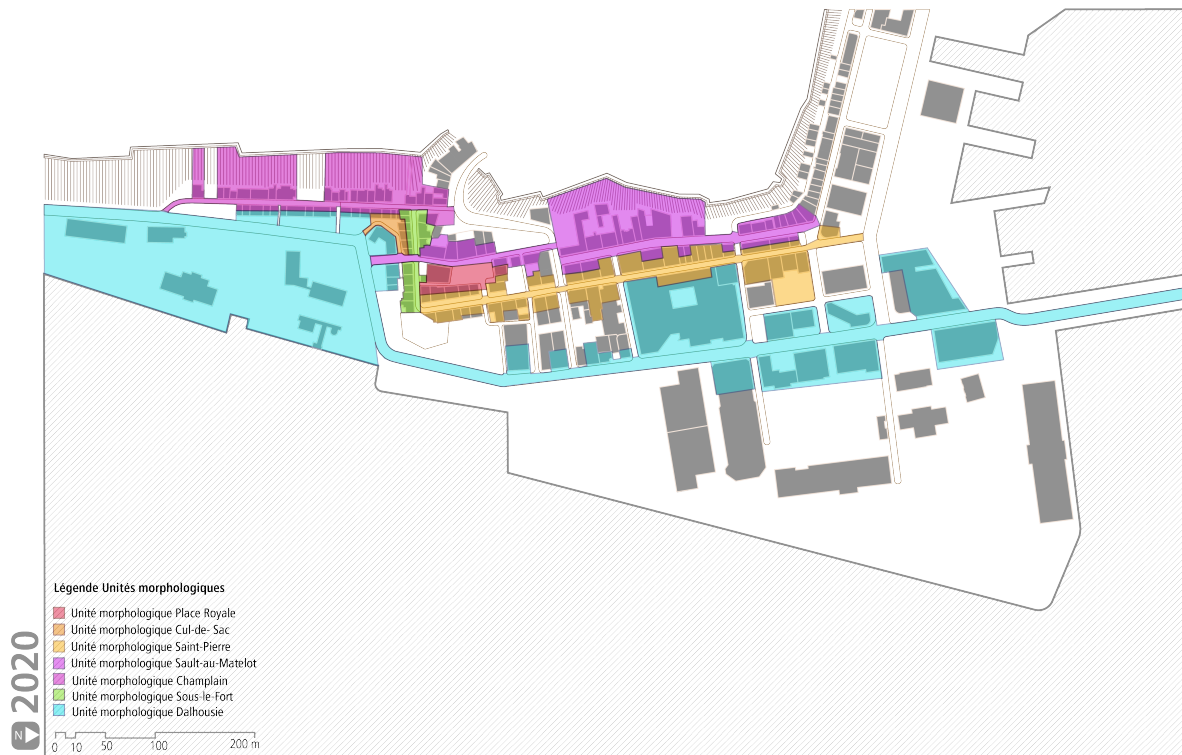 Légende Unités morphologiques
Unité morphologique Place Royale
Unité morphologique Cul-de- Sac
Unité morphologique Saint-Pierre
Unité morphologique Sault-au-Matelot
Unité morphologique Champlain
Unité morphologique Sous-le-Fort
Unité morphologique Dalhousie
2020
N
0 10 50 100 200 m